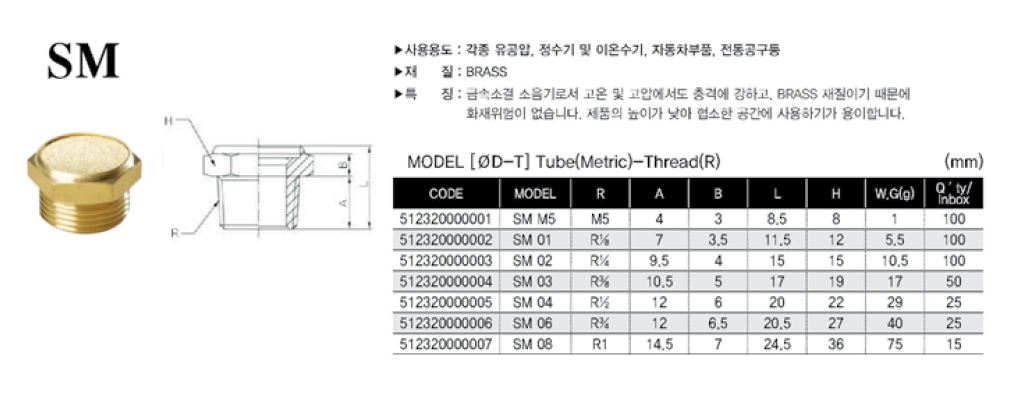 SM
▶사용용도 : 각종 유공압, 정수기 및 이온수기, 자동차부품, 전동공구등
▶재 질 : BRASS
▶특 징 : 금속소결 소음기로서 고온 및 고압에서도 충격에 강하고, BRASS 재질이기 때문에
화재위험이 없습니다. 제품의 높이가 낮아 협소한 공간에 사용하기가 용이합니다.
H
B
L
A
R
MODEL [ØD-T] Tube(Metric)-Thread(R) (mm)
CODE MODEL R A B L H W.G(g) Q'ty/Inbox
512320000001 SM M5 M5 4 3 8.5 8 1 100
512320000002 SM 01 R⅛ 7 3.5 11.5 12 5.5 100
512320000003 SM 02 R¼ 9.5 4 15 15 10.5 100
512320000004 SM 03 R⅜ 10.5 5 17 19 17 50
512320000005 SM 04 R½ 12 6 20 22 29 25
512320000006 SM 06 R¾ 12 6.5 20.5 27 40 25
512320000007 SM 08 R1 14.5 7 24.5 36 75 15